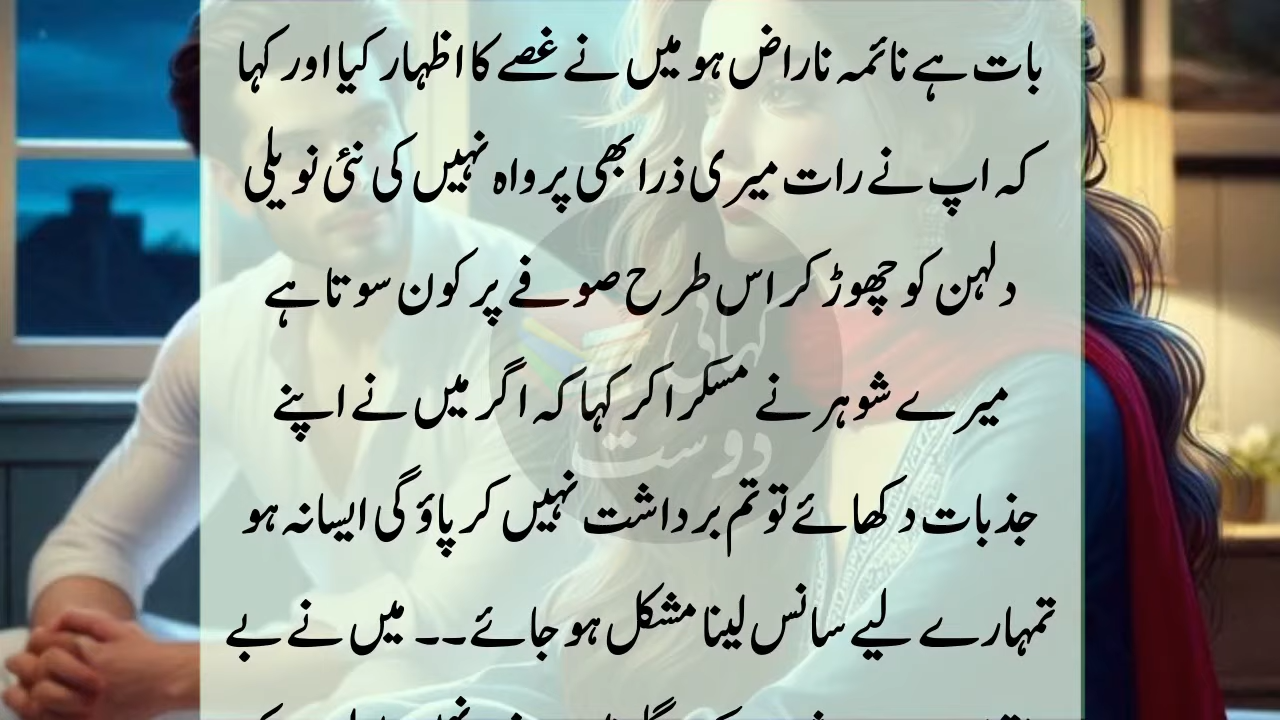 بات ہے نائمہ ناراض ہو میں نے غصے کا اظہار کیا اور کہا
کہ اپ نے رات میری ذرا بھی پرواہ نہیں کی نئی نویلی
دلہن کو چھوڑ کر اس طرح صوفے پر کون سوتا ہے
میرے شوہر نے مسکرا کر کہا کہ اگر میں نے اپنے
جذبات دکھائے تو تم برداشت نہیں کر پاؤ گی ایسا نہ ہو
تمہارے لیے سانس لینا مشکل ہو جائے۔۔ میں نے بے
کہانی
دوست